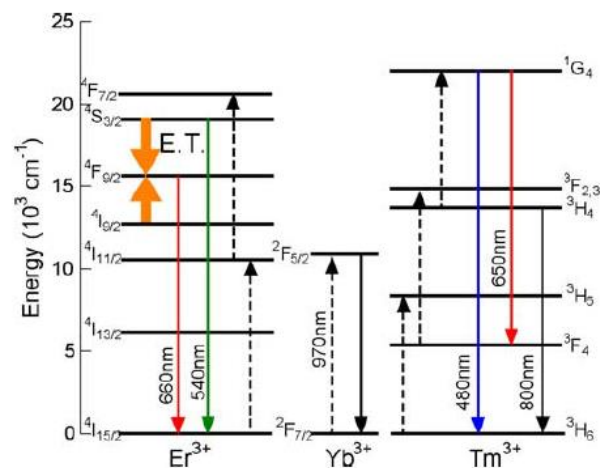 Energy (10³ cm⁻¹)
25
20
15
10
5
0
⁴F₇/₂
⁴S₃/₂
E.T.
⁴F₉/₂
⁴I₉/₂
⁴I₁₁/₂
⁴I₁₃/₂
⁴I₁₅/₂
660nm
540nm
Er³⁺
²F₅/₂
970nm
²F₇/₂
Yb³⁺
¹G₄
³F₂,₃
³H₄
650nm
³H₅
³F₄
480nm
800nm
³H₆
Tm³⁺